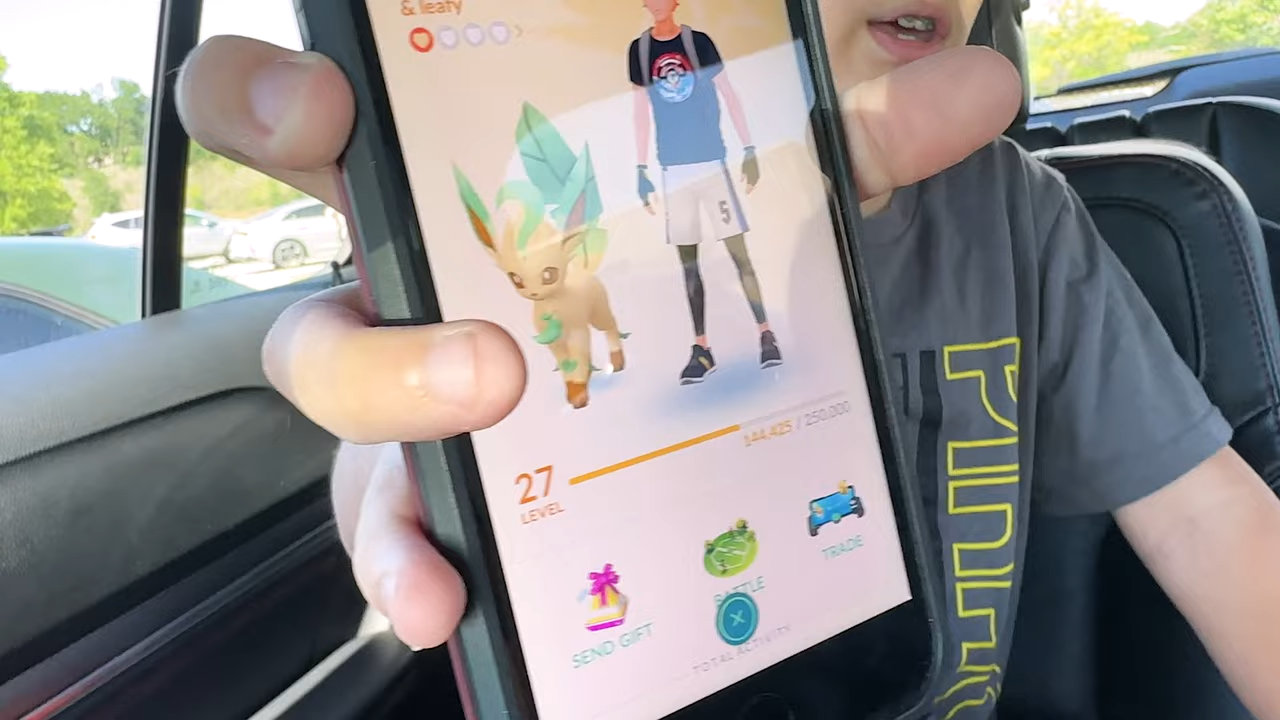 & leafy
5
144,425 / 250,000
27
LEVEL
TRADE
BATTLE
SEND GIFT
TOTAL ACTIVITY